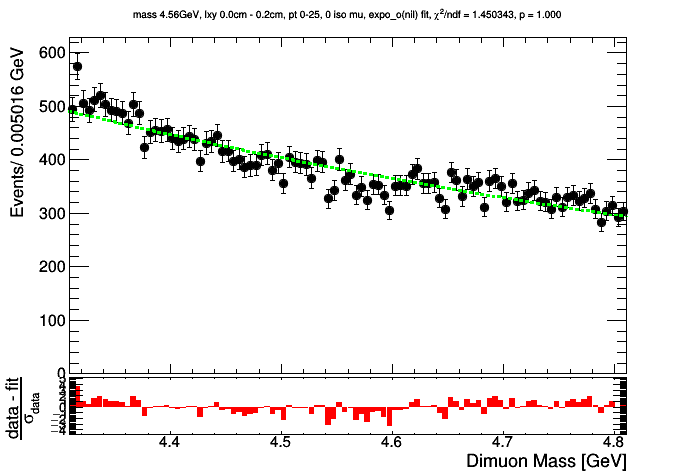 mass 4.56GeV, lxy 0.0cm - 0.2cm, pt 0-25, 0 iso mu, expo_o(nil) fit, χ²/ndf = 1.450343, p = 1.000
Events/ 0.005016 GeV
600
500
400
300
200
100
0
data - fit
σdata
4.4
4.5
4.6
4.7
4.8
Dimuon Mass [GeV]